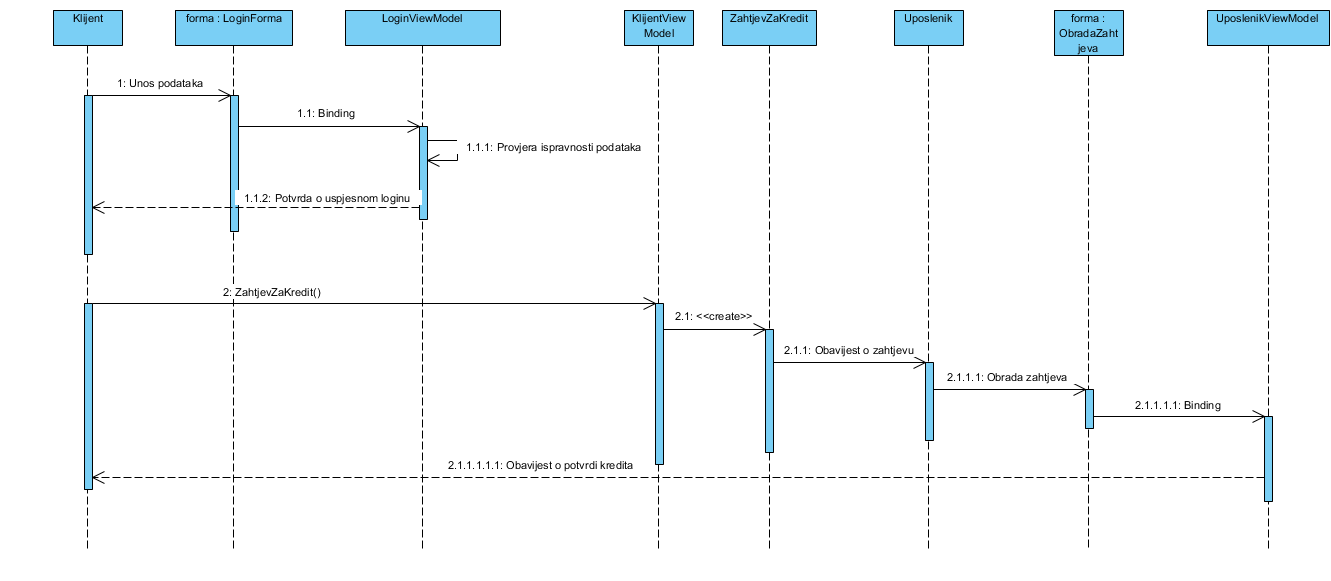 Klijent
forma : LoginForma
LoginViewModel
KlijentView
Model
ZahtjevZaKredit
Uposlenik
forma :
ObradaZaht
jeva
UposlenikViewModel
1: Unos podataka
1.1: Binding
1.1.1: Provjera ispravnosti podataka
1.1.2: Potvrda o uspjesnom loginu
2: ZahtjevZaKredit()
2.1: <<create>>
2.1.1: Obavijest o zahtjevu
2.1.1.1: Obrada zahtjeva
2.1.1.1.1: Binding
2.1.1.1.1.1: Obavijest o potvrdi kredita